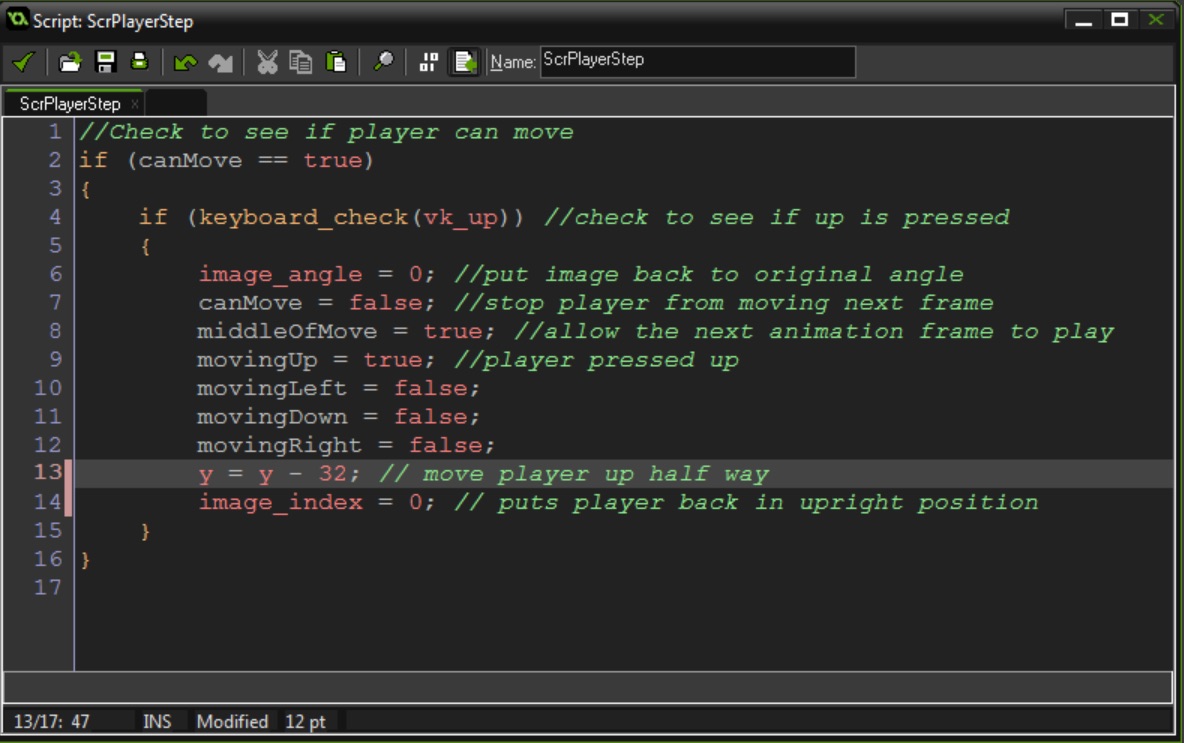 Script: ScrPlayerStep
Name: ScrPlayerStep
ScrPlayerStep x
1 //Check to see if player can move
2 if (canMove == true)
3 {
4 if (keyboard_check(vk_up)) //check to see if up is pressed
5 {
6 image_angle = 0; //put image back to original angle
7 canMove = false; //stop player from moving next frame
8 middleOfMove = true; //allow the next animation frame to play
9 movingUp = true; //player pressed up
10 movingLeft = false;
11 movingDown = false;
12 movingRight = false;
13 y = y - 32; // move player up half way
14 image_index = 0; // puts player back in upright position
15 }
16 }
17
13/17: 47 INS Modified 12 pt